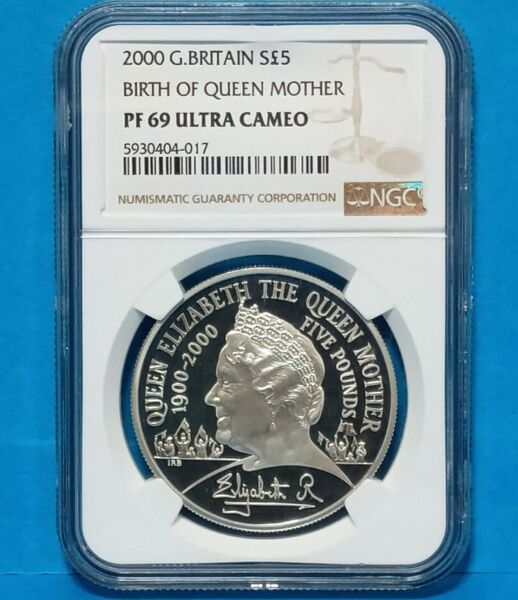 2000 G.BRITAIN S£5
BIRTH OF QUEEN MOTHER
PF 69 ULTRA CAMEO
5930404-017
NUMISMATIC GUARANTY CORPORATION
NGC
QUEEN ELIZABETH THE QUEEN MOTHER
1900-2000
FIVE POUNDS
IRB
Elizabeth R